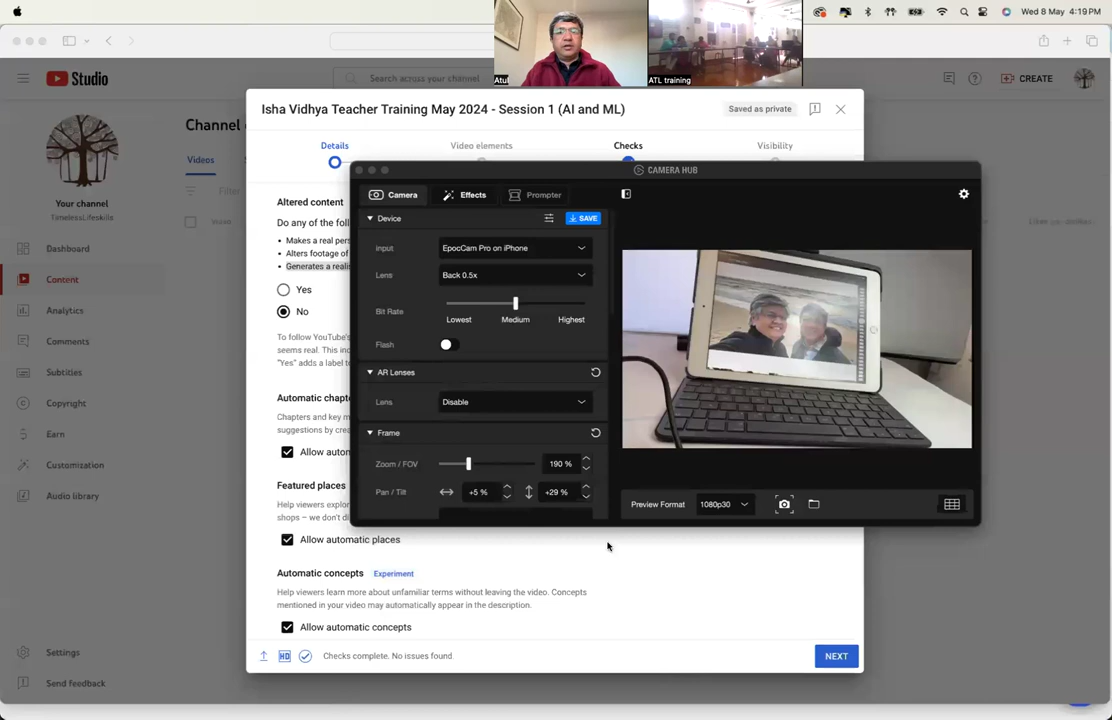 Wed 8 May 4:19 PM
Atul
ATL training
Studio
Search across your channel
CREATE
Your channel
TimelessLifeskills
Dashboard
Content
Analytics
Comments
Subtitles
Copyright
Earn
Customization
Audio library
Settings
Send feedback
Channel
Videos
Filter
Isha Vidhya Teacher Training May 2024 - Session 1 (AI and ML)
Saved as private
Details
Video elements
Checks
Visibility
Altered content
Do any of the foll
• Makes a real pers
• Alters footage of
• Generates a realis
Yes
No
To follow YouTube's
seems real. This inc
"Yes" adds a label t
Automatic chapt
Chapters and key m
suggestions by crea
Allow auton
Featured places
Help viewers explor
shops – we don't di
Allow automatic places
Automatic concepts Experiment
Help viewers learn more about unfamiliar terms without leaving the video. Concepts
mentioned in your video may automatically appear in the description.
Allow automatic concepts
HD
Checks complete. No issues found.
NEXT
CAMERA HUB
Camera
Effects
Prompter
Device
SAVE
Input
EpocCam Pro on iPhone
Lens
Back 0.5x
Bit Rate
Lowest
Medium
Highest
Flash
AR Lenses
Lens
Disable
Frame
Zoom / FOV
190 %
Pan / Tilt
+5 %
+29 %
Preview Format
1080p30